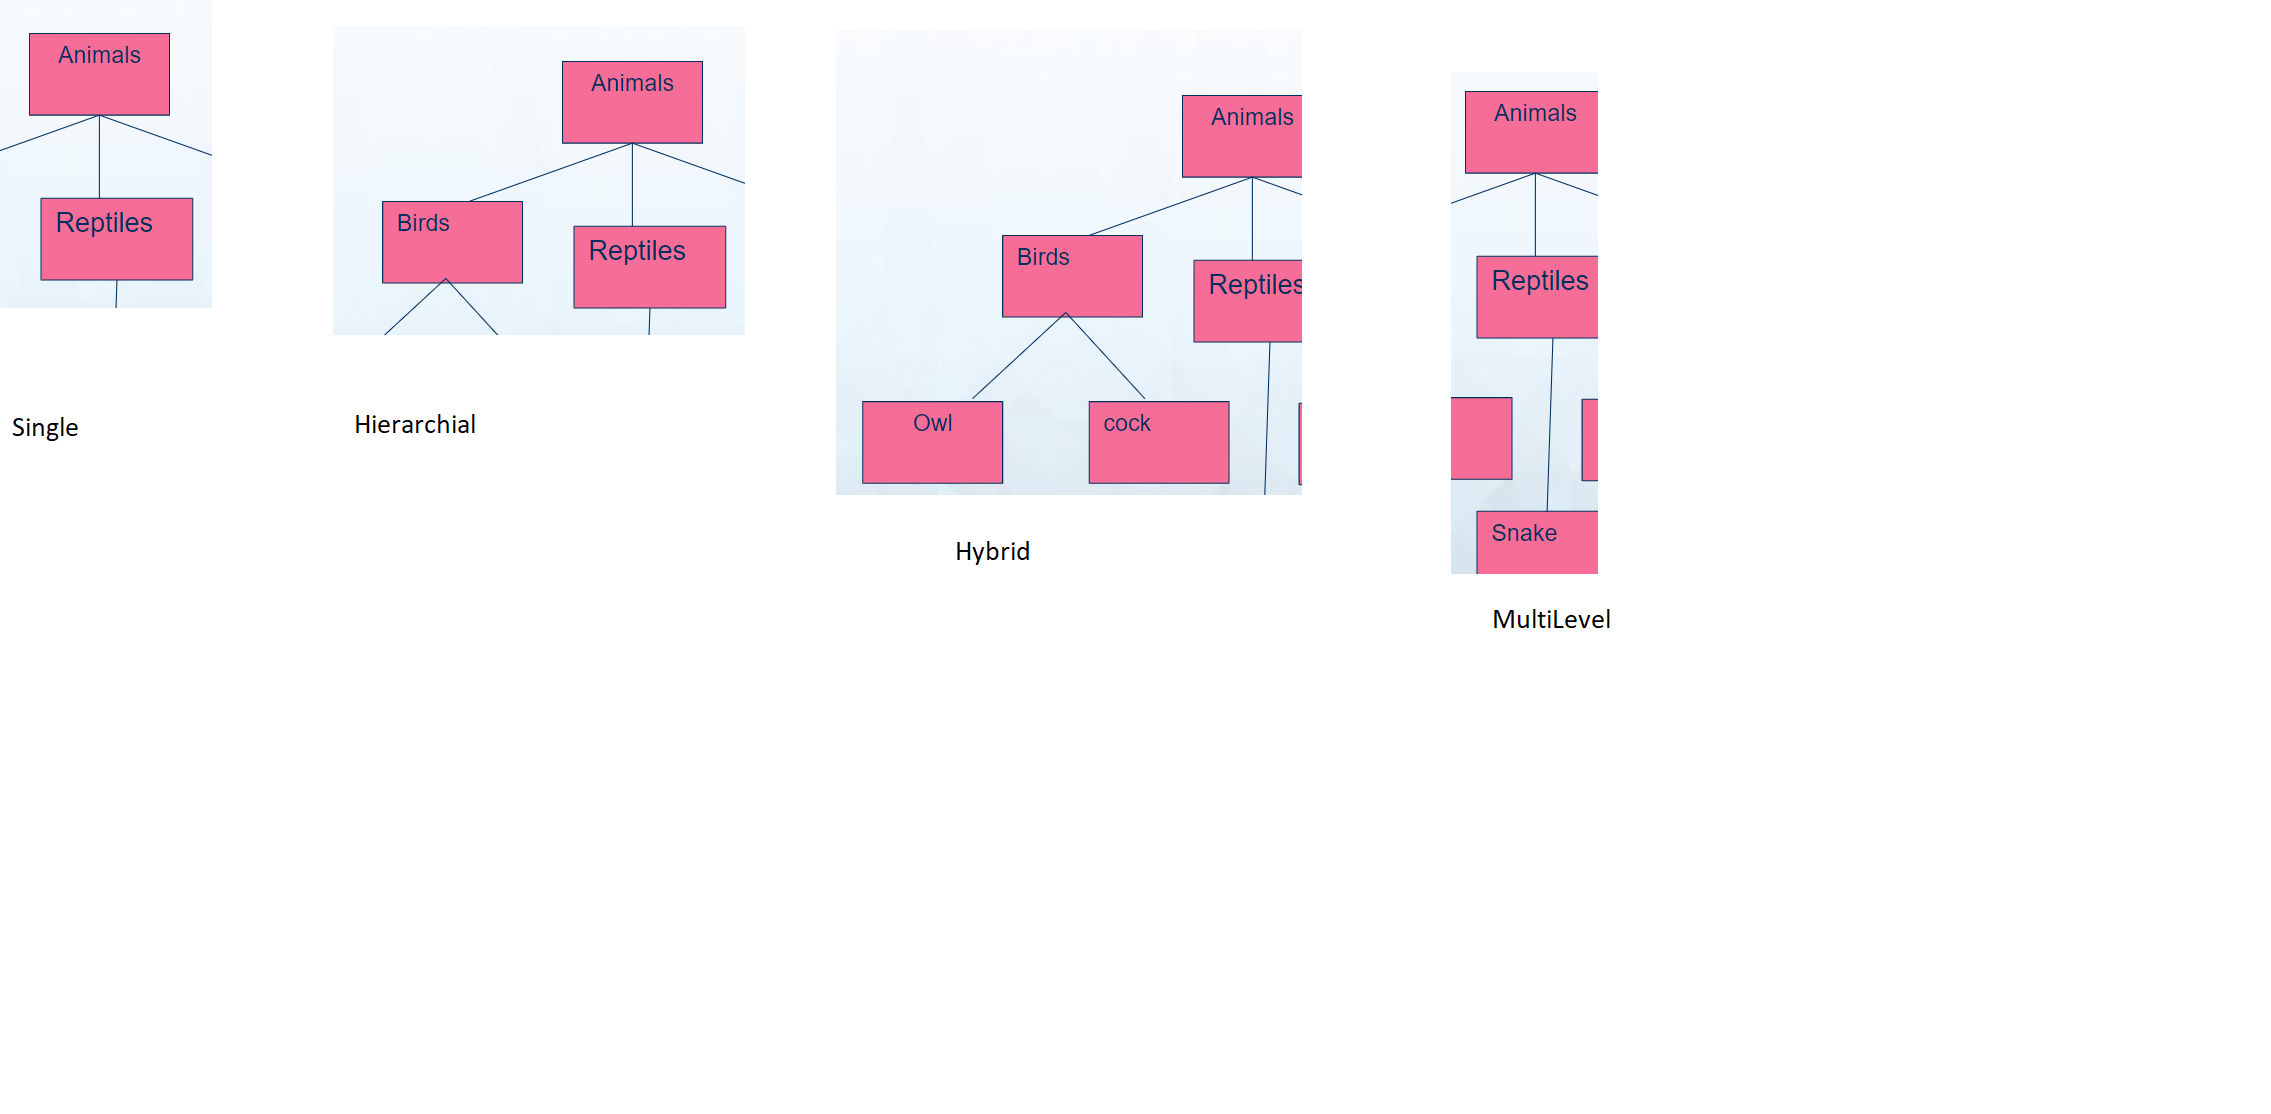 Animals
Reptiles
Single
Animals
Birds
Reptiles
Hierarchial
Animals
Birds
Reptiles
Owl
cock
Hybrid
Animals
Reptiles
Snake
MultiLevel